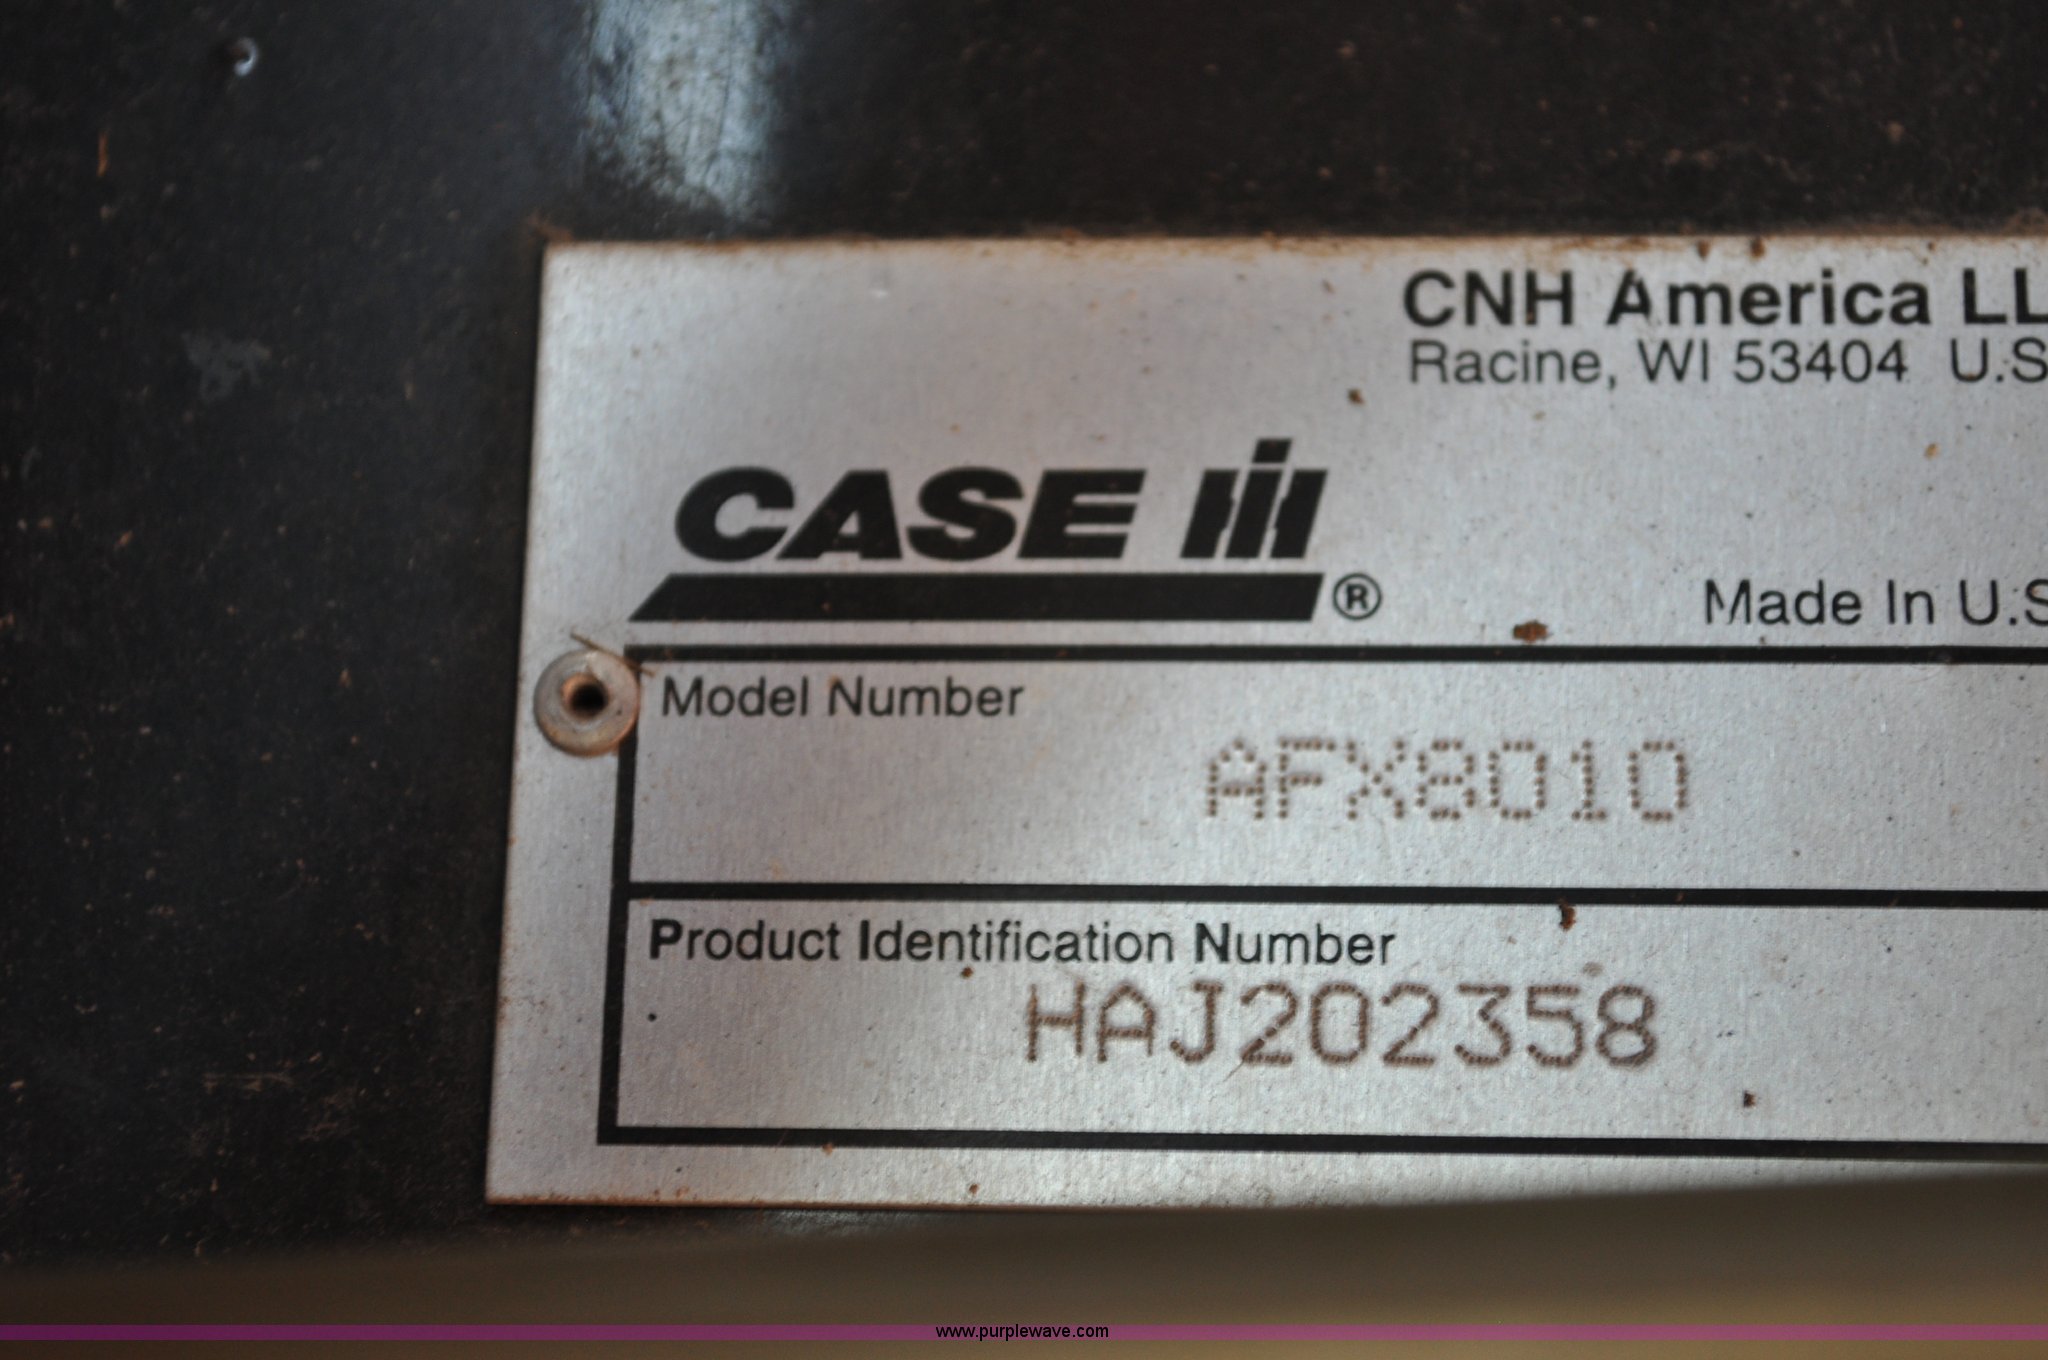 CNH America LL
Racine, WI 53404 U.S
CASE IH ®
Made In U.S
Model Number
AFX8010
Product Identification Number
HAJ202358
www.purplewave.com